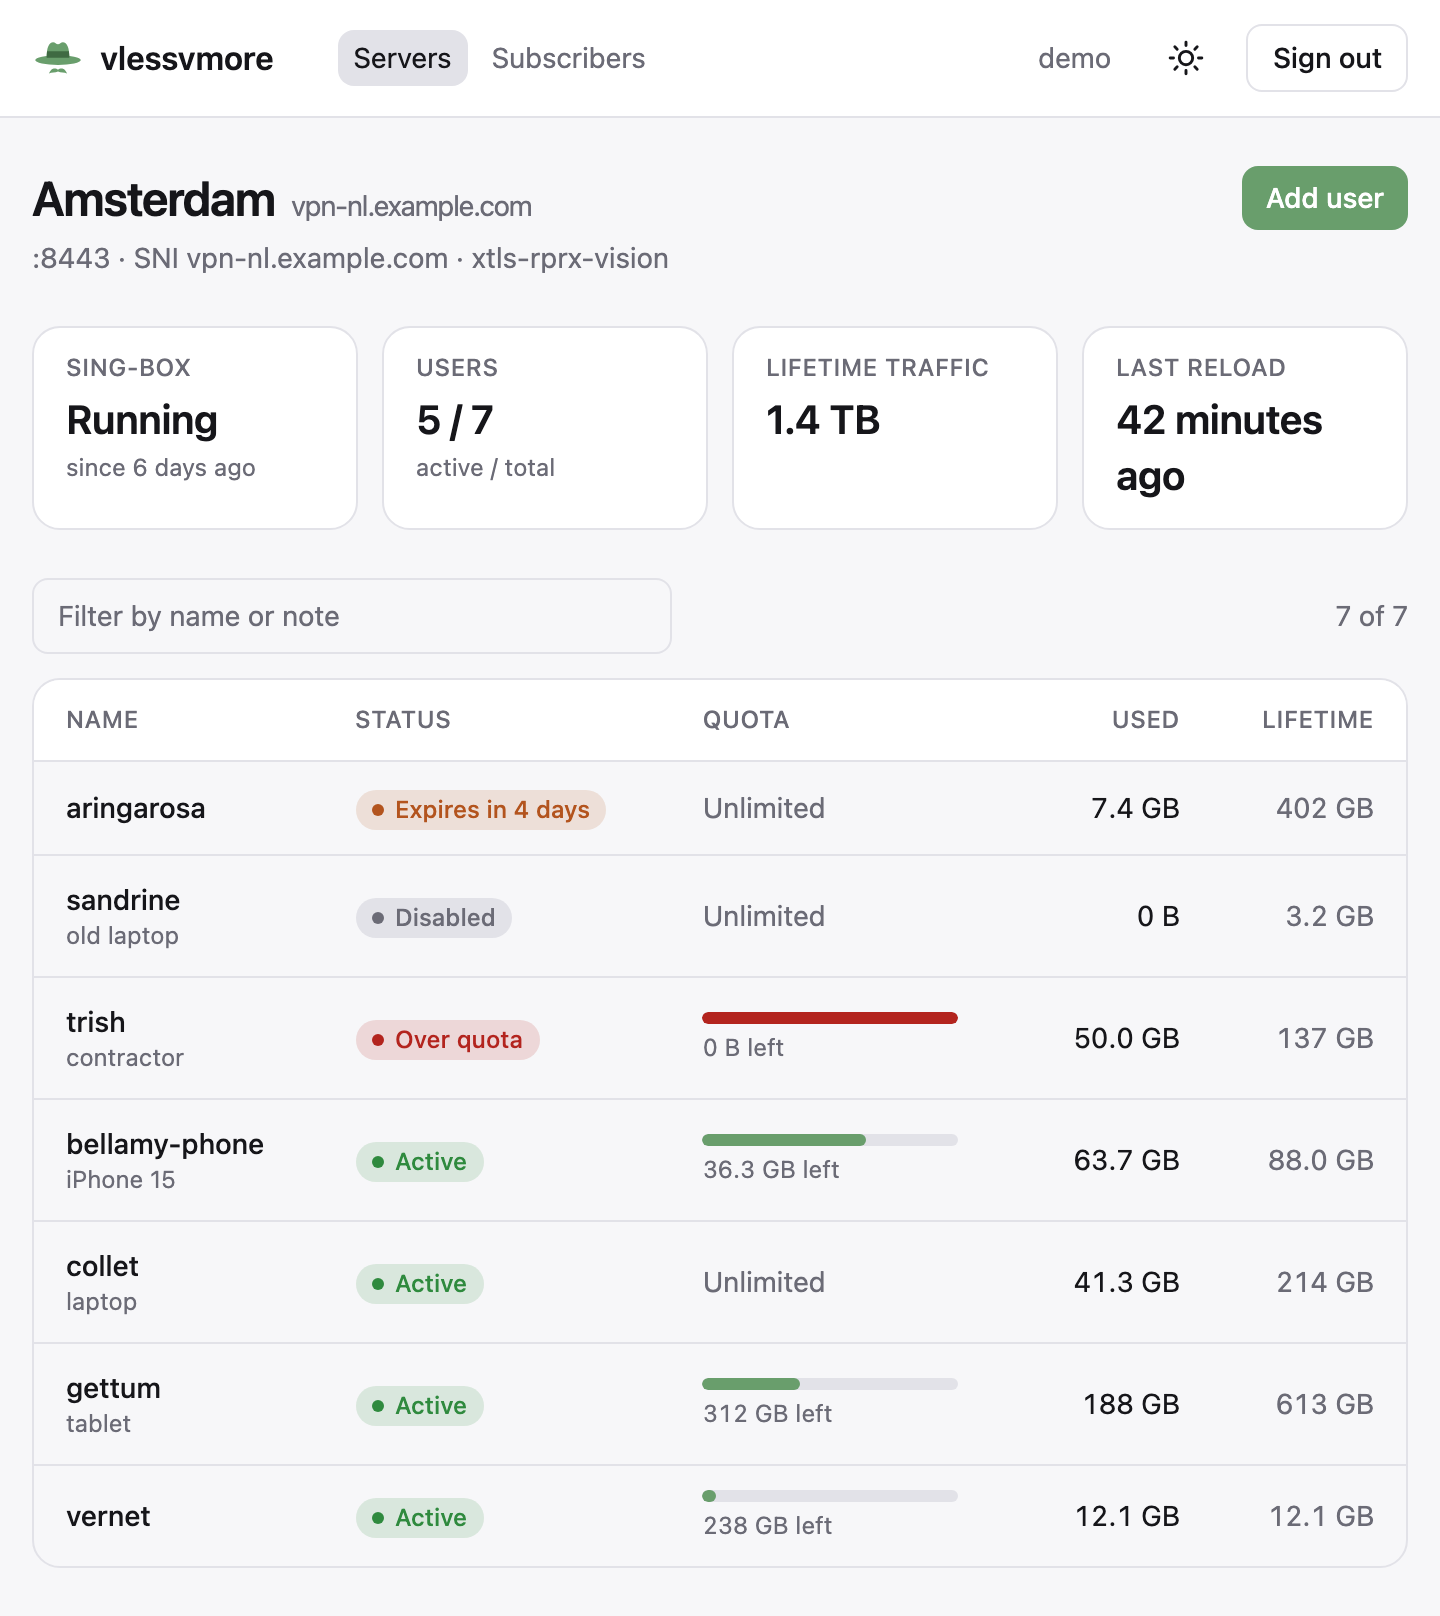 vlessvmore Servers Subscribers demo Sign out
Amsterdam vpn-nl.example.com Add user
:8443 · SNI vpn-nl.example.com · xtls-rprx-vision
SING-BOX
Running
since 6 days ago
USERS
5 / 7
active / total
LIFETIME TRAFFIC
1.4 TB
LAST RELOAD
42 minutes
ago
Filter by name or note 7 of 7
NAME STATUS QUOTA USED LIFETIME
aringarosa Expires in 4 days Unlimited 7.4 GB 402 GB
sandrine
old laptop
Disabled Unlimited 0 B 3.2 GB
trish
contractor
Over quota
0 B left
50.0 GB 137 GB
bellamy-phone
iPhone 15
Active
36.3 GB left
63.7 GB 88.0 GB
collet
laptop
Active Unlimited 41.3 GB 214 GB
gettum
tablet
Active
312 GB left
188 GB 613 GB
vernet
Active
238 GB left
12.1 GB 12.1 GB